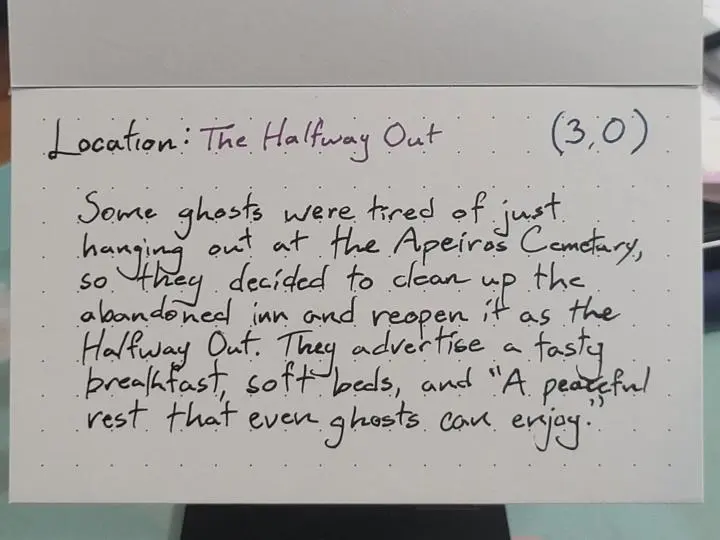 Location: The Halfway Out (3,0)
Some ghosts were tired of just
hanging out at the Apeiros Cemetary,
so they decided to clean up the
abandoned inn and reopen it as the
Halfway Out. They advertise a tasty
breakfast, soft beds, and "A peaceful
rest that even ghosts can enjoy."